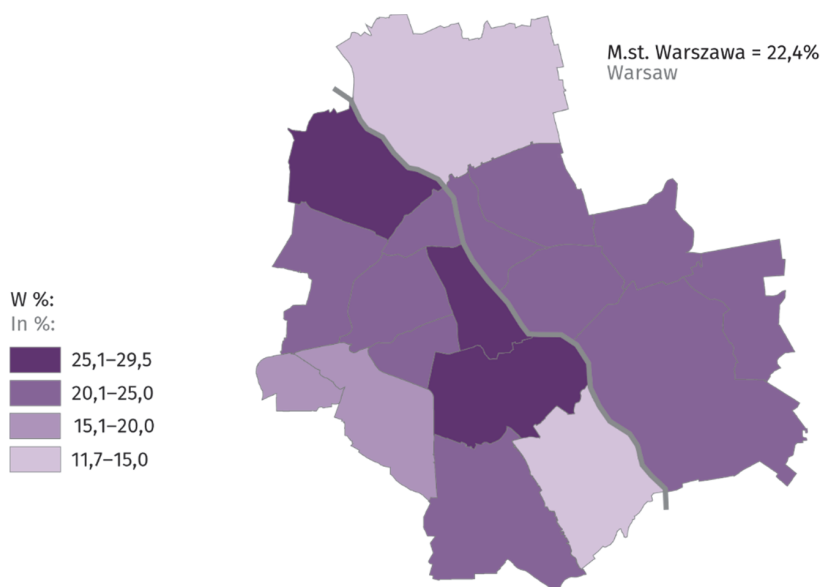 M.st. Warszawa = 22,4%
Warsaw
W %:
In %:
25,1–29,5
20,1–25,0
15,1–20,0
11,7–15,0